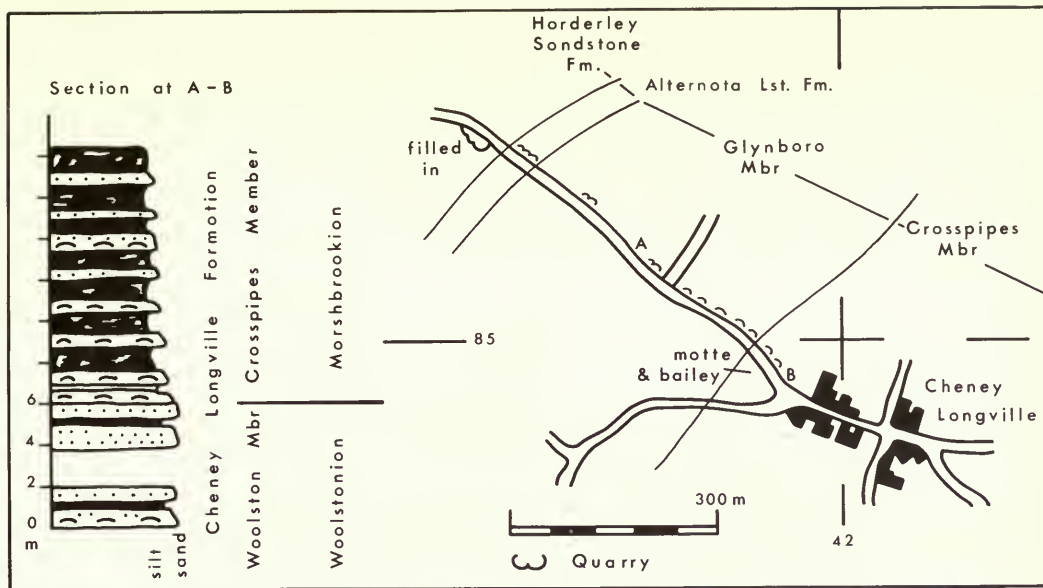 Section at A - B
6
4
2
0
m
silt
sand
Cheney Longville Formotion
Woolston Mbr
Crosspipes Member
Woolstonion
Morshbrookion
Horderley
Sondstone
Fm.
Alternota Lst. Fm.
filled
in
Glynboro
Mbr
Crosspipes
Mbr
A
85
motte
& bailey
B
Cheney
Longville
300 m
42
Quarry